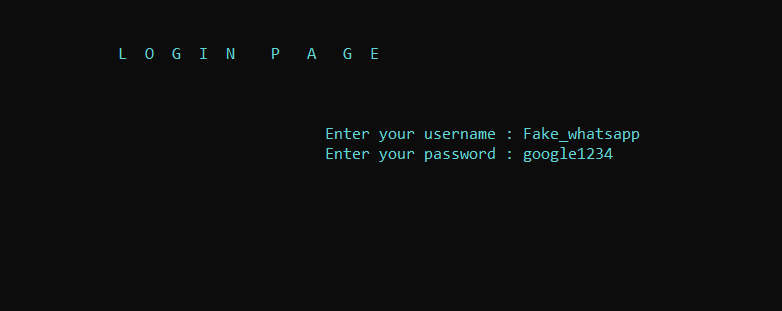 L O G I N P A G E
Enter your username : Fake_whatsapp
Enter your password : google1234